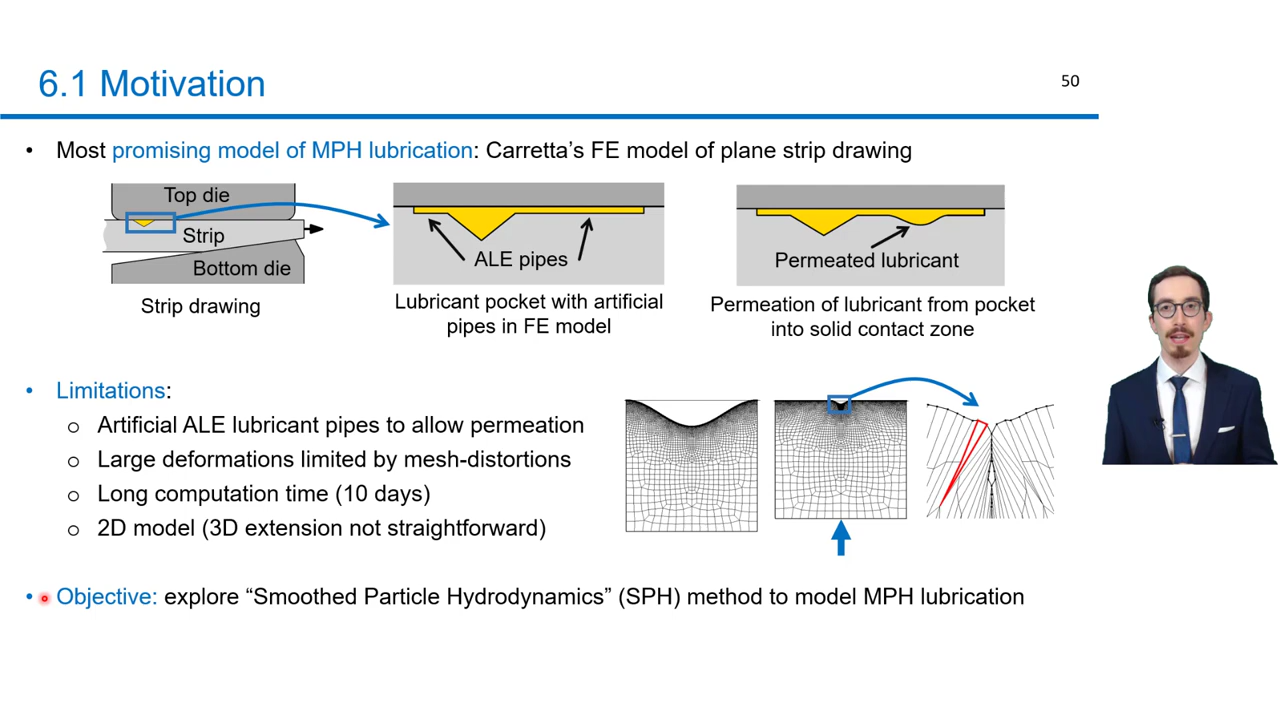 6.1 Motivation
50
• Most promising model of MPH lubrication: Carretta's FE model of plane strip drawing
Top die
Strip
Bottom die
Strip drawing
ALE pipes
Lubricant pocket with artificial
pipes in FE model
Permeated lubricant
Permeation of lubricant from pocket
into solid contact zone
• Limitations:
o Artificial ALE lubricant pipes to allow permeation
o Large deformations limited by mesh-distortions
o Long computation time (10 days)
o 2D model (3D extension not straightforward)
• Objective: explore “Smoothed Particle Hydrodynamics” (SPH) method to model MPH lubrication